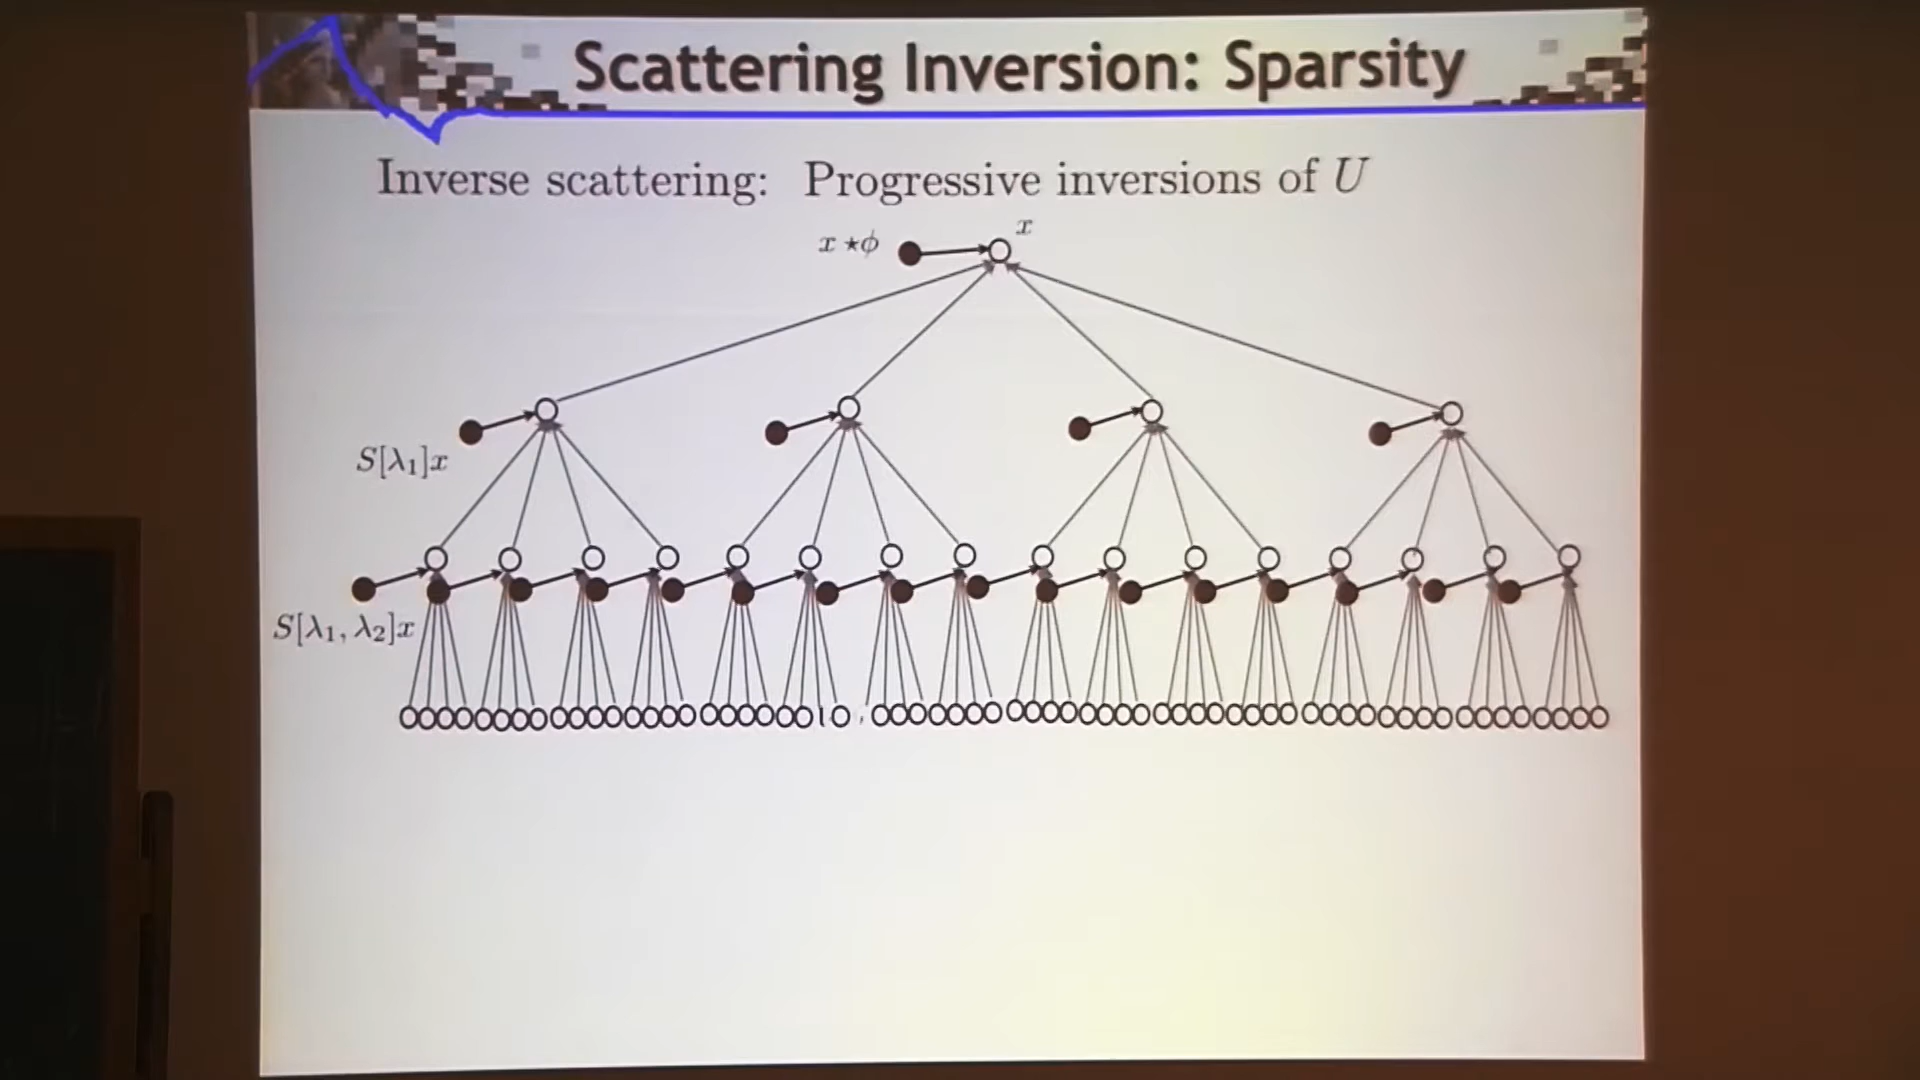 Scattering Inversion: Sparsity
Inverse scattering: Progressive inversions of U
x
x ⋆ ϕ
S[λ₁]x
S[λ₁, λ₂]x